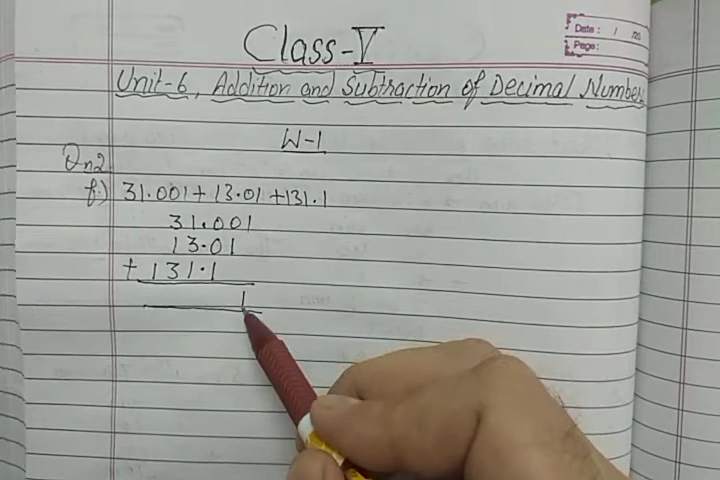 Class-V
Date: / /20
Page:
Unit-6, Addition and Subtraction of Decimal Numbers
W-1
Qn2
f.) 31.001 + 13.01 + 131.1
31.001
13.01
+ 131.1
1